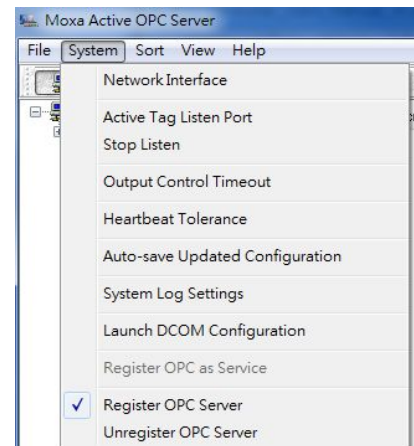 Moxa Active OPC Server
File System Sort View Help
Network Interface
Active Tag Listen Port
Stop Listen
Output Control Timeout
Heartbeat Tolerance
Auto-save Updated Configuration
System Log Settings
Launch DCOM Configuration
Register OPC as Service
Register OPC Server
Unregister OPC Server